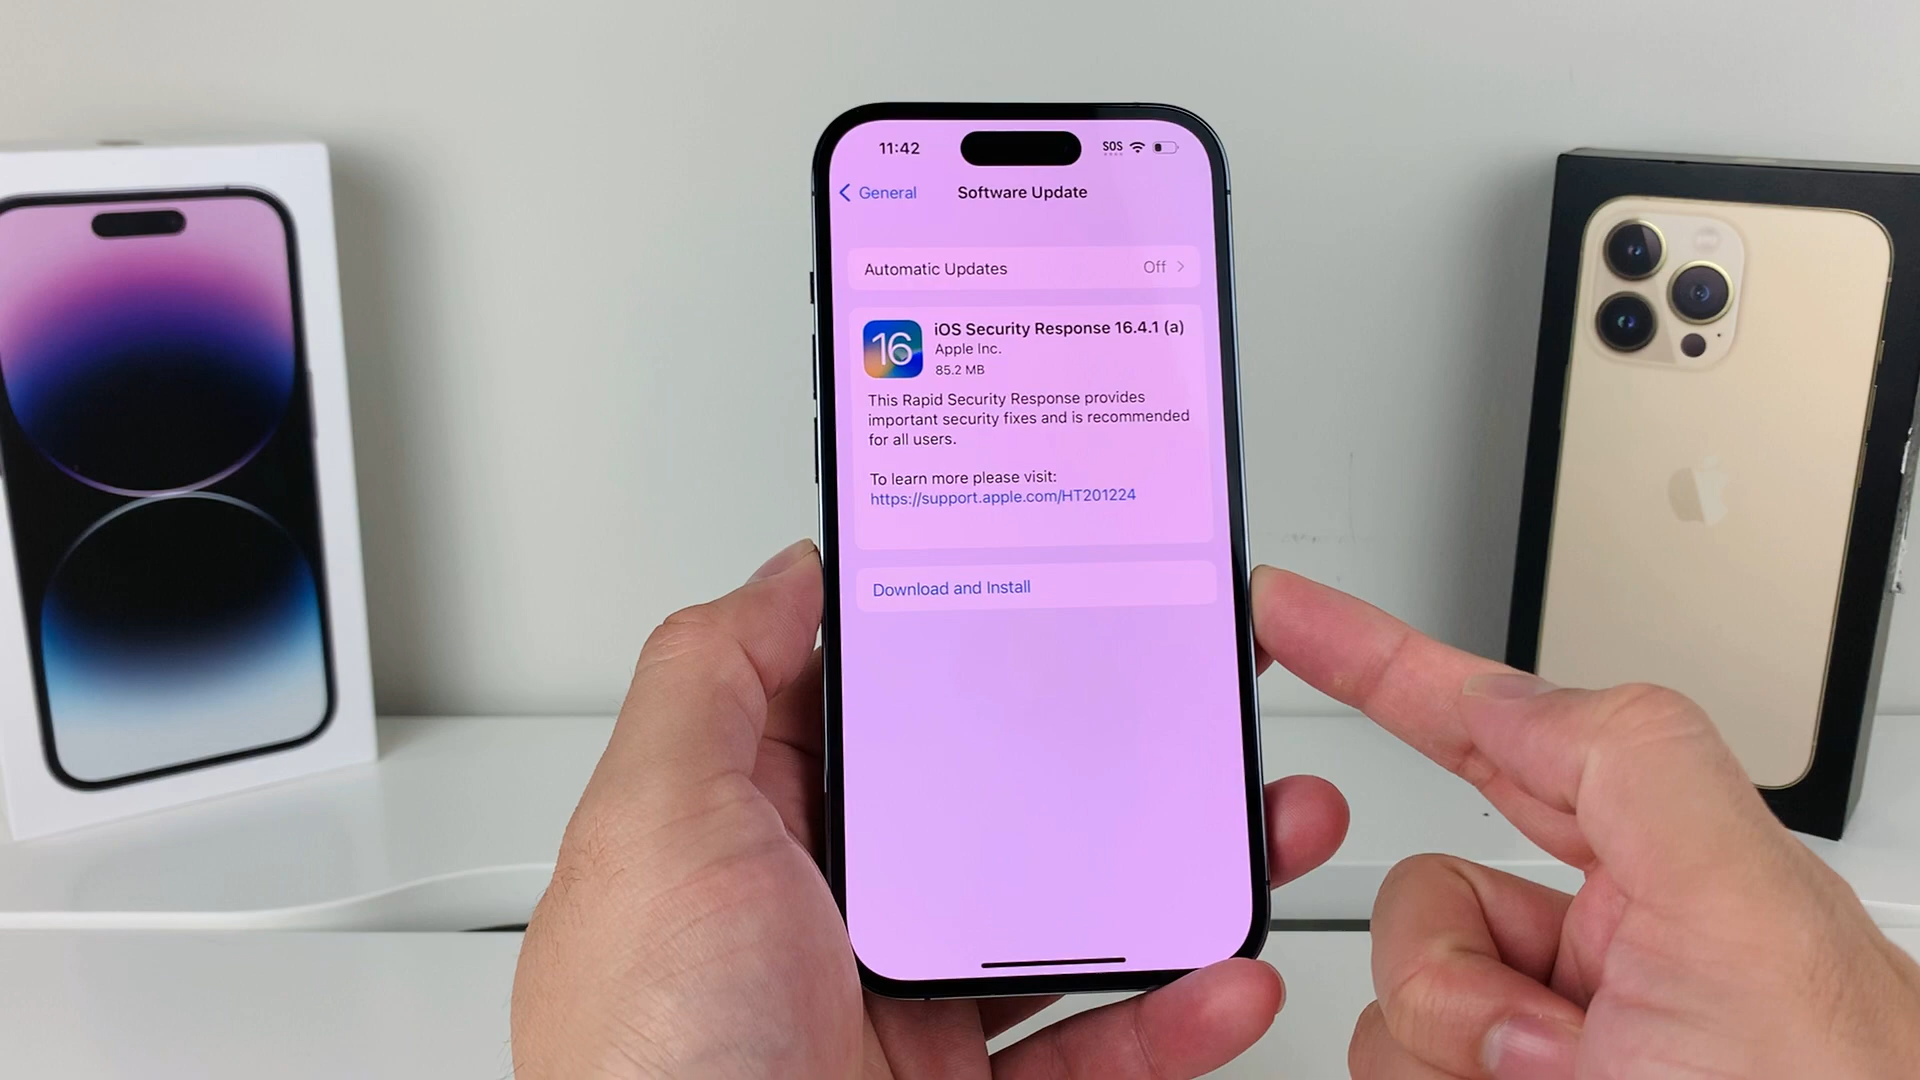 11:42
SOS
General
Software Update
Automatic Updates
Off
16
iOS Security Response 16.4.1 (a)
Apple Inc.
85.2 MB
This Rapid Security Response provides
important security fixes and is recommended
for all users.
To learn more please visit:
https://support.apple.com/HT201224
Download and Install